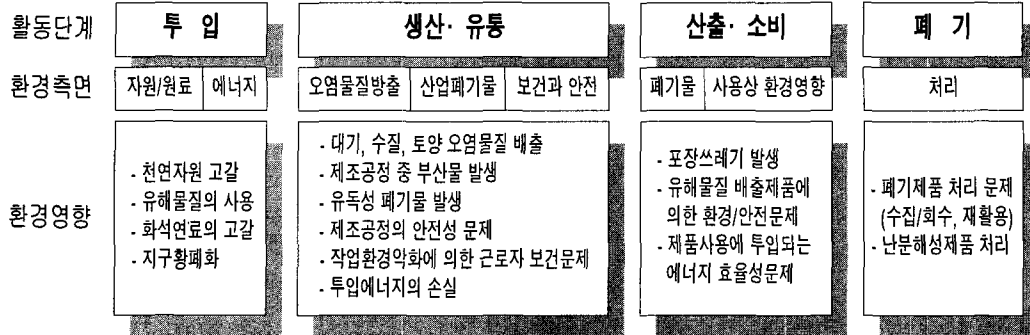 활동단계 투 입 생산· 유통 산출· 소비 폐 기
환경측면 자원/원료 에너지 오염물질방출 산업폐기물 보건과 안전 폐기물 사용상 환경영향 처리
환경영향
- 천연자원 고갈
- 유해물질의 사용
- 화석연료의 고갈
- 지구황폐화
- 대기, 수질, 토양 오염물질 배출
- 제조공정 중 부산물 발생
- 유독성 폐기물 발생
- 제조공정의 안전성 문제
- 작업환경악화에 의한 근로자 보건문제
- 투입에너지의 손실
- 포장쓰레기 발생
- 유해물질 배출제품에
의한 환경/안전문제
- 제품사용에 투입되는
에너지 효율성문제
- 폐기제품 처리 문제
(수집/회수, 재활용)
- 난분해성제품 처리